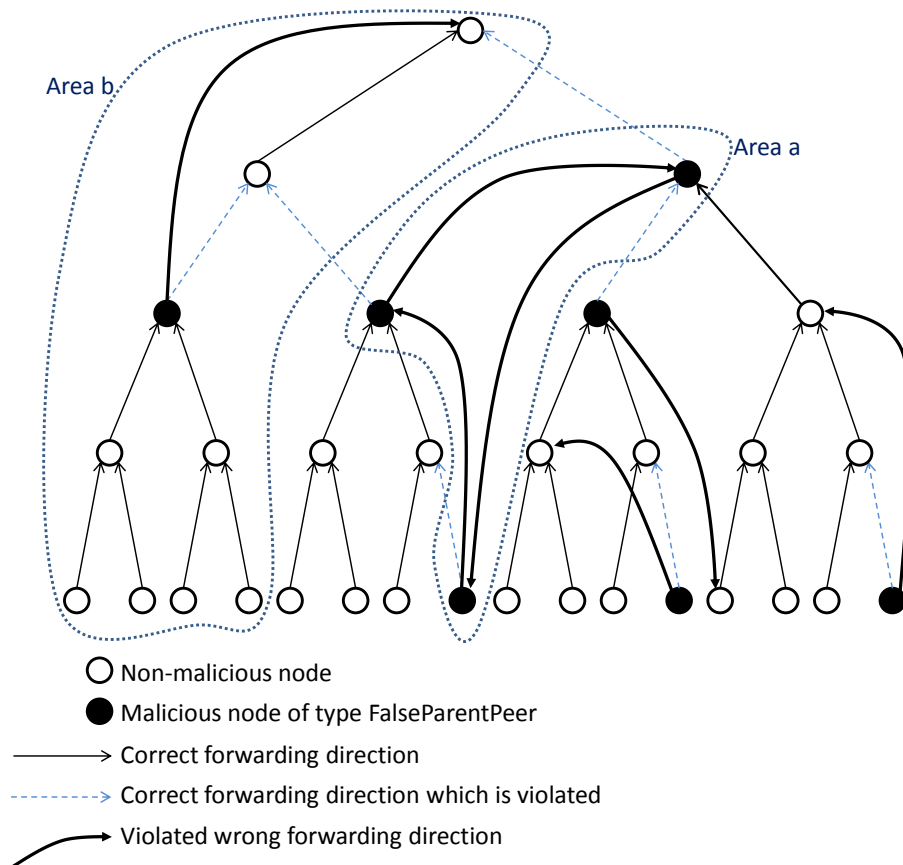 Area b
Area a
Non-malicious node
Malicious node of type FalseParentPeer
Correct forwarding direction
Correct forwarding direction which is violated
Violated wrong forwarding direction